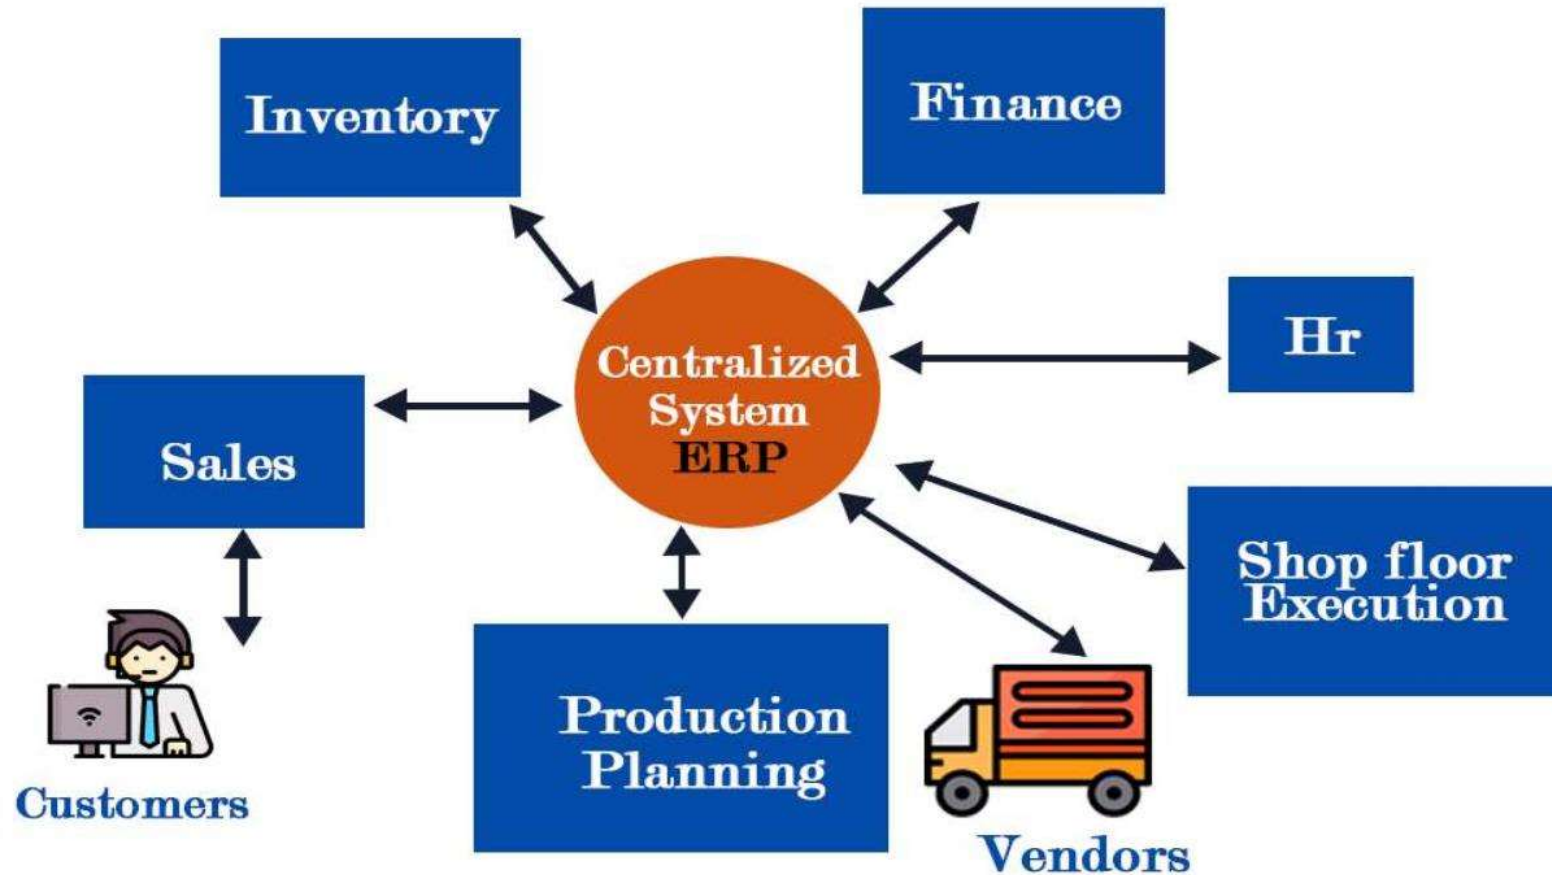 Inventory
Finance
Centralized
System
ERP
Hr
Sales
Shop floor
Execution
Production
Planning
Customers
Vendors